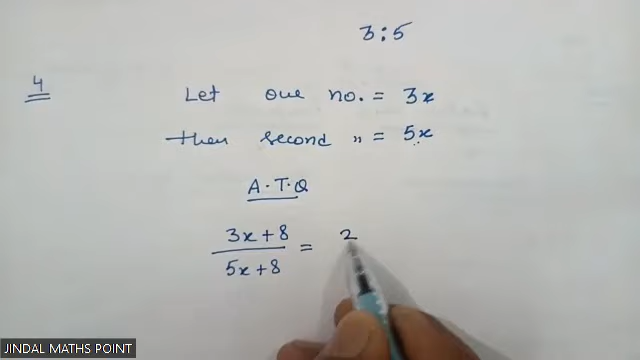 3:5
4
Let one no. = 3x
then second " = 5x
A.T.Q
3x+8
5x+8
= 2
JINDAL MATHS POINT